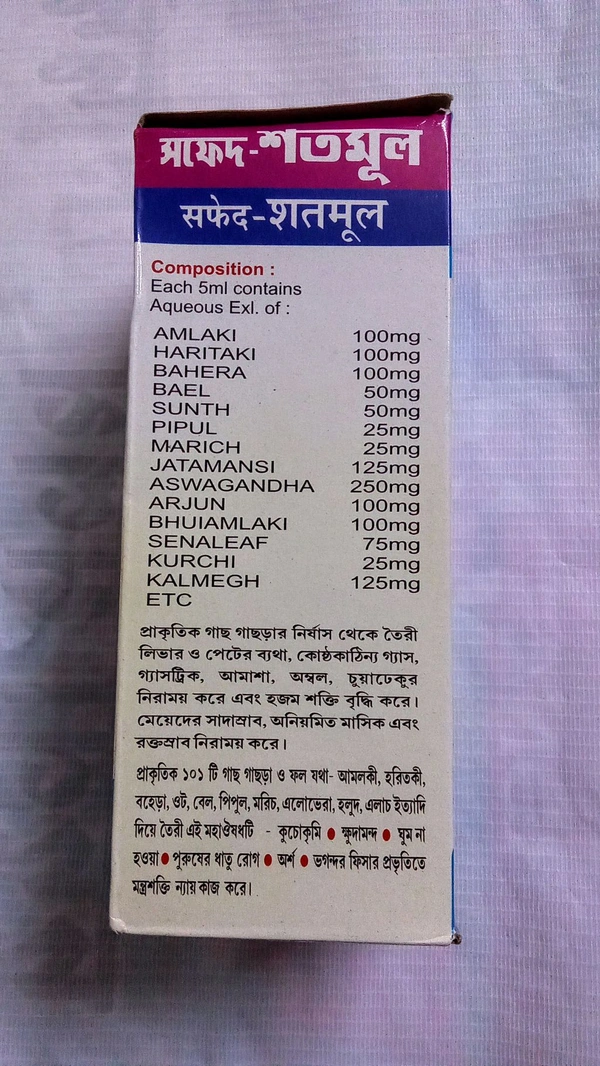 সফেদ-শতমূল
सफेद-शतमूल
Composition :
Each 5ml contains
Aqueous Exl. of :
AMLAKI 100mg
HARITAKI 100mg
BAHERA 100mg
BAEL 50mg
SUNTH 50mg
PIPUL 25mg
MARICH 25mg
JATAMANSI 125mg
ASWAGANDHA 250mg
ARJUN 100mg
BHUIAMLAKI 100mg
SENALEAF 75mg
KURCHI 25mg
KALMEGH 125mg
ETC
প্রাকৃতিক গাছ গাছড়ার নির্যাস থেকে তৈরী
লিভার ও পেটের ব্যথা, কোষ্ঠকাঠিন্য গ্যাস,
গ্যাসট্রিক, আমাশা, অম্বল, চুয়াঢেকুর
নিরাময় করে এবং হজম শক্তি বৃদ্ধি করে।
মেয়েদের সাদাস্রাব, অনিয়মিত মাসিক এবং
রক্তস্রাব নিরাময় করে।
প্রাকৃতিক ১০১ টি গাছ গাছড়া ও ফল যথা- আমলকী, হরিতকী,
বহেড়া, ওট, বেল, পিপুল, মরিচ, এলোভেরা, হলুদ, এলাচ ইত্যাদি
দিয়ে তৈরী এই মহাঔষধটি - কুচোকৃমি ● ক্ষুদামন্দ ● ঘুম না
হওয়া ● পুরুষের ধাতু রোগ ● অর্শ ● ভগন্দর ফিসার প্রভৃতিতে
মন্ত্রশক্তি ন্যায় কাজ করে।